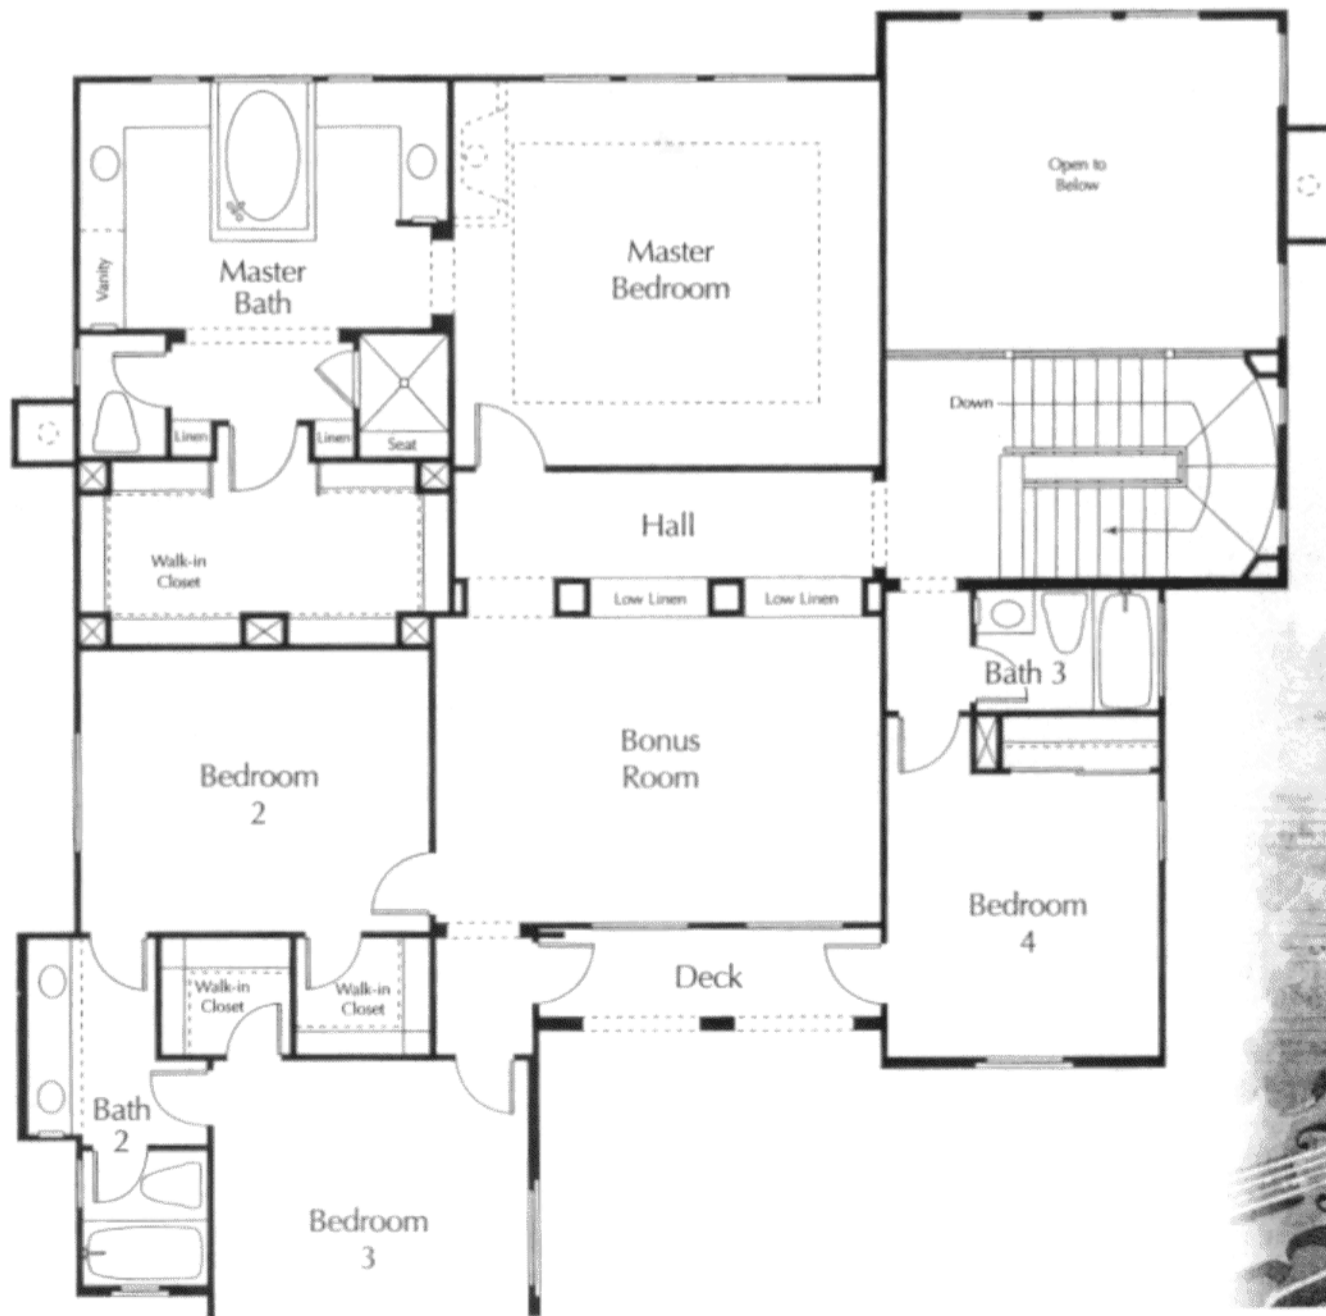 Open to
Below
Master
Bedroom
Master
Bath
Vanity
Down
Linen
Linen
Seat
Hall
Walk-in
Closet
Low Linen
Low Linen
Bath 3
Bonus
Room
Bedroom
2
Bedroom
4
Deck
Walk-in
Closet
Walk-in
Closet
Bath
2
Bedroom
3